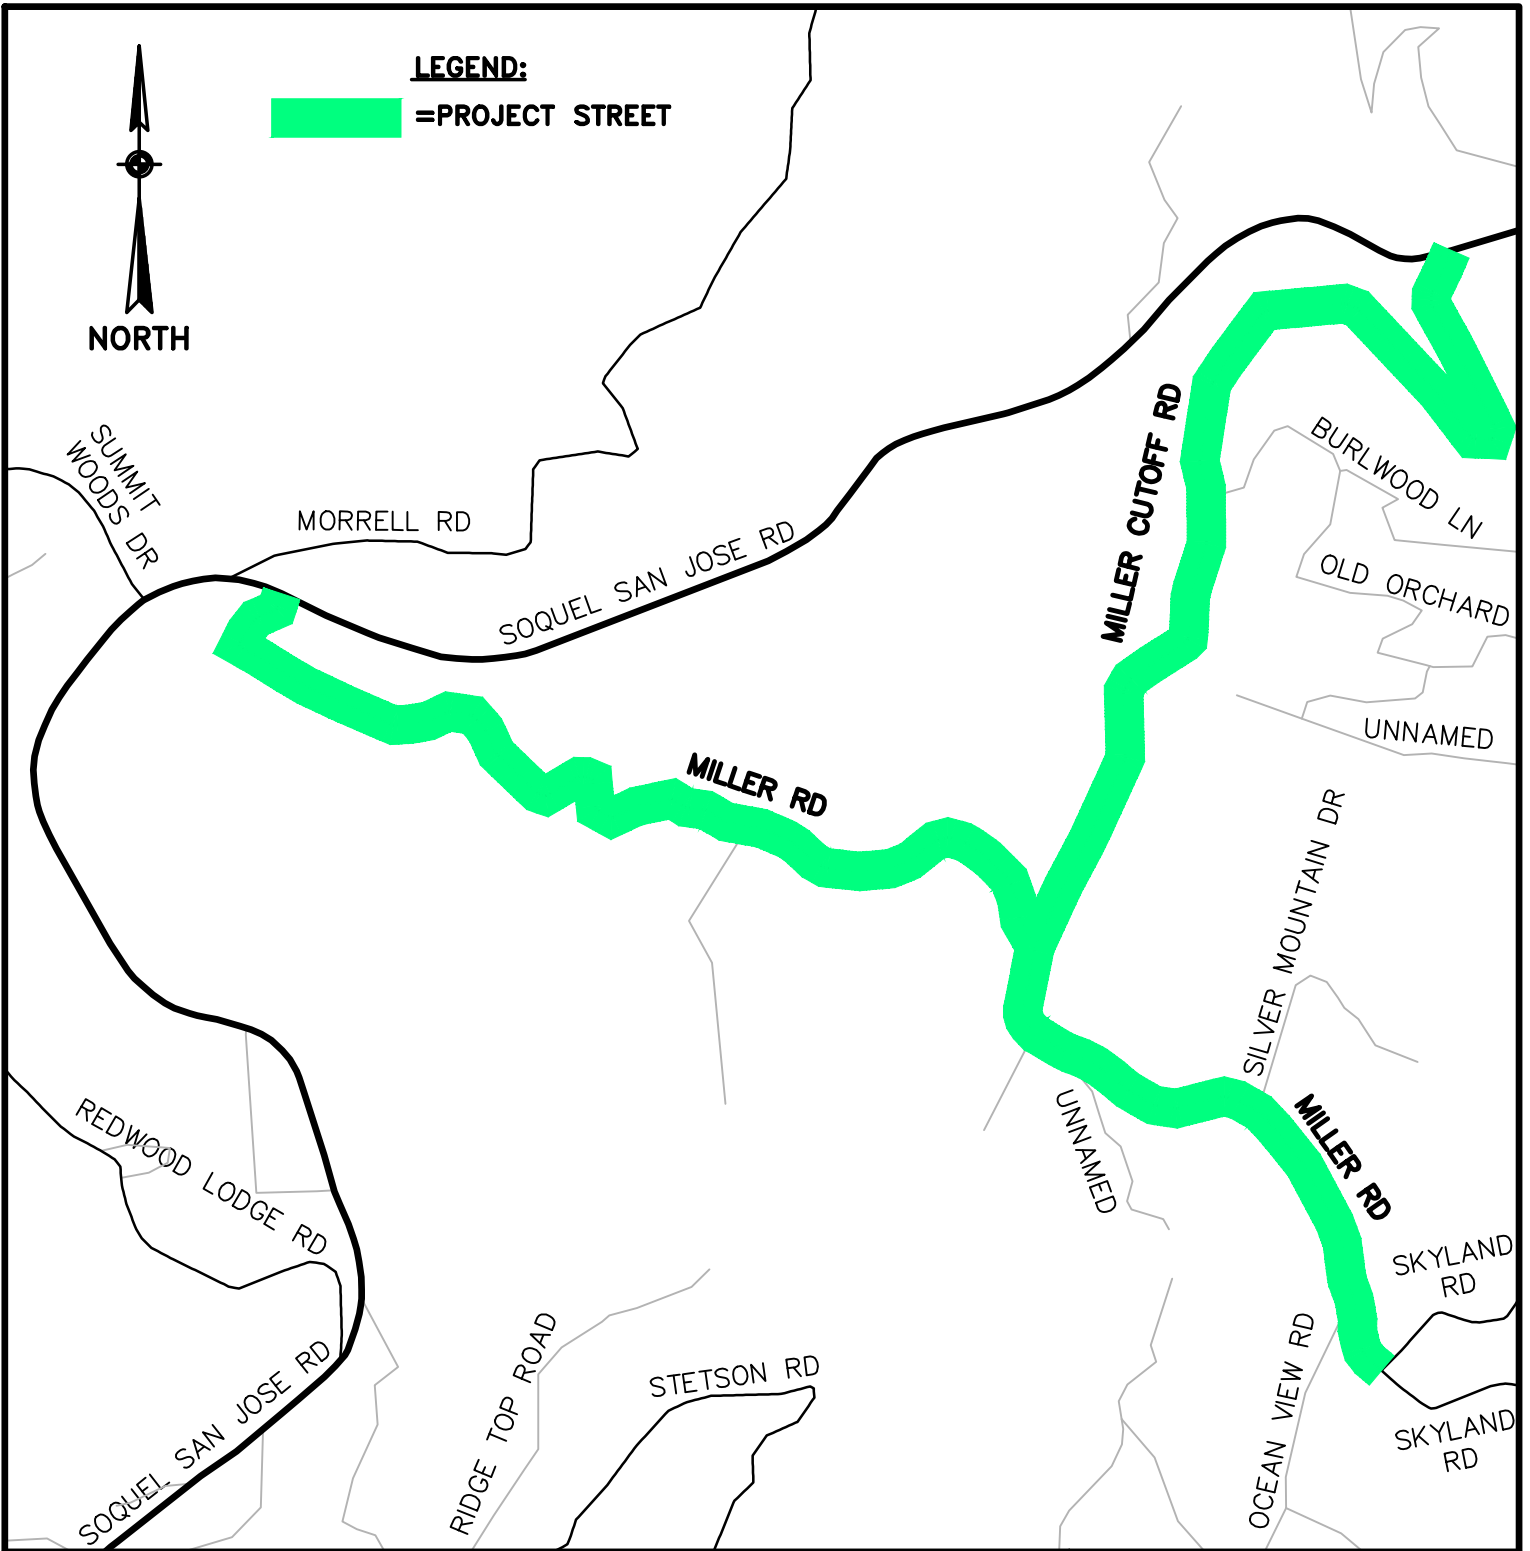 LEGEND:
=PROJECT STREET
NORTH
SUMMIT
WOODS DR
MORRELL RD
SOQUEL SAN JOSE RD
MILLER CUTOFF RD
BURLWOOD LN
OLD ORCHARD
UNNAMED
MILLER RD
SILVER MOUNTAIN DR
REDWOOD LODGE RD
UNNAMED
MILLER RD
SKYLAND
RD
SOQUEL SAN JOSE RD
RIDGE TOP ROAD
STETSON RD
OCEAN VIEW RD
SKYLAND
RD